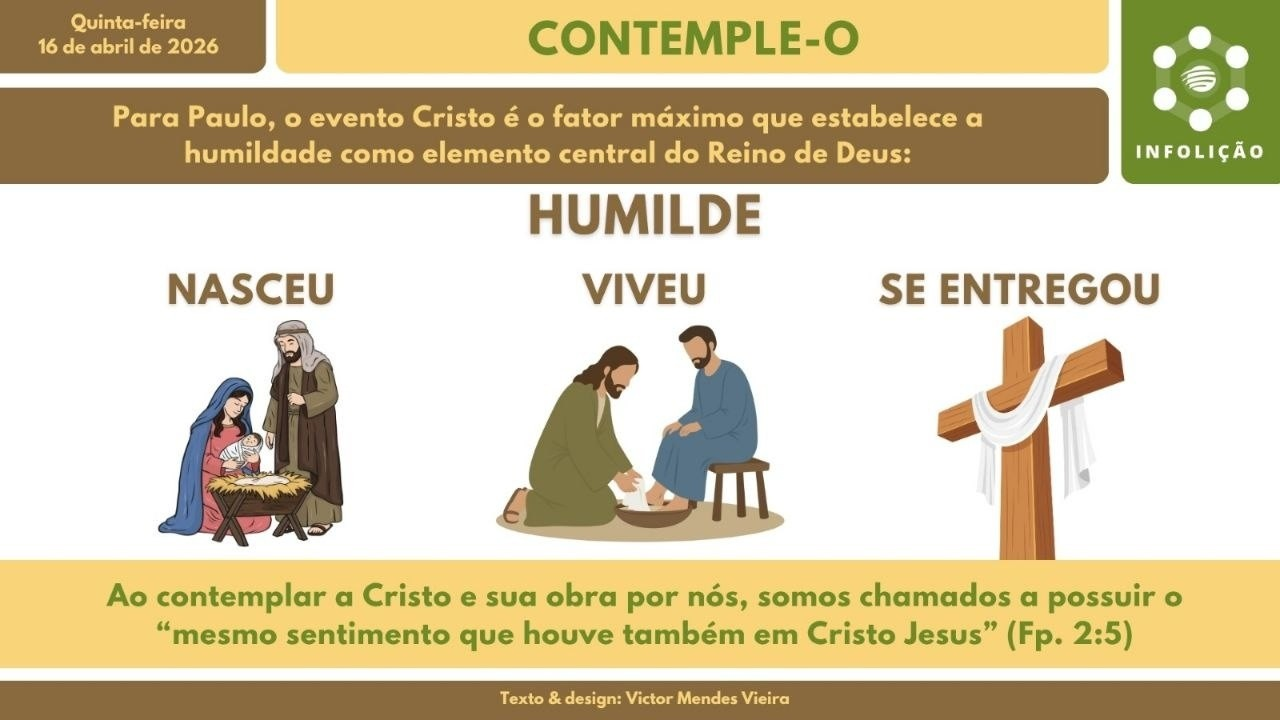 Quinta-feira
16 de abril de 2026
CONTEMPLE-O
INFOLIÇÃO
Para Paulo, o evento Cristo é o fator máximo que estabelece a
humildade como elemento central do Reino de Deus:
HUMILDE
NASCEU
VIVEU
SE ENTREGOU
Ao contemplar a Cristo e sua obra por nós, somos chamados a possuir o
“mesmo sentimento que houve também em Cristo Jesus” (Fp. 2:5)
Texto & design: Victor Mendes Vieira